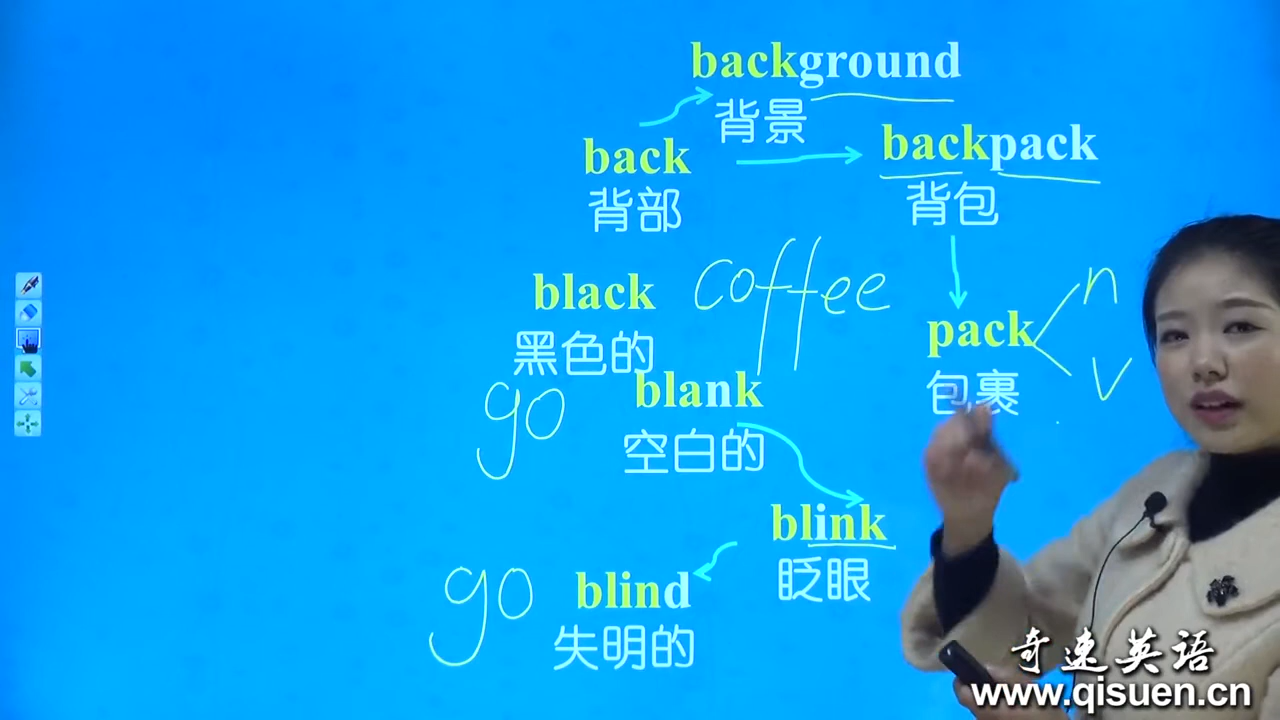 background
背景
back
背部
backpack
背包
black
黑色的
coffee
pack
包裹
n
v
blank
空白的
go
blink
眨眼
blind
失明的
go
奇速英语
www.qisuen.cn